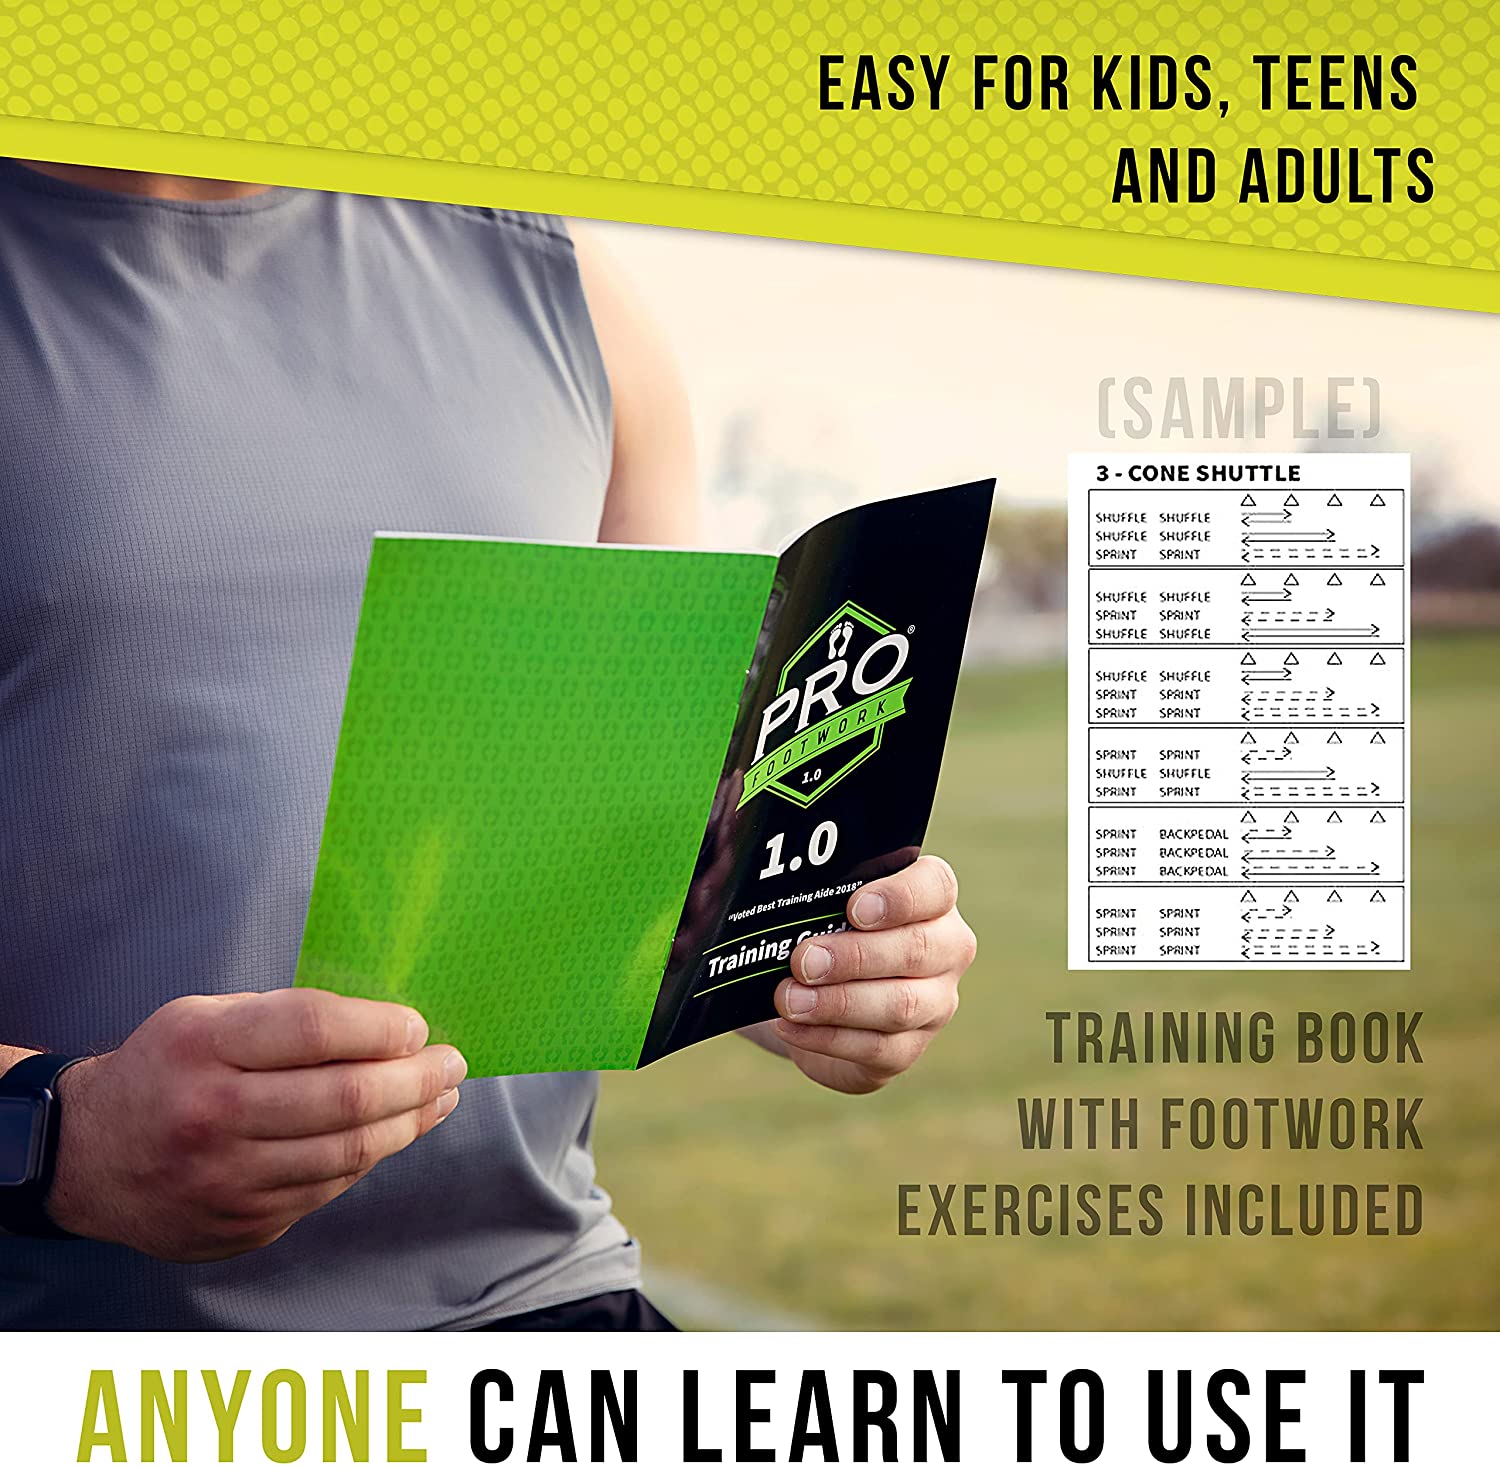 EASY FOR KIDS, TEENS
AND ADULTS
(SAMPLE)
3 - CONE SHUTTLE
SHUFFLE SHUFFLE
SHUFFLE SHUFFLE
SPRINT SPRINT
SHUFFLE SHUFFLE
SPRINT SPRINT
SHUFFLE SHUFFLE
SHUFFLE SHUFFLE
SPRINT SPRINT
SPRINT SPRINT
SPRINT SPRINT
SHUFFLE SHUFFLE
SPRINT SPRINT
SPRINT BACKPEDAL
SPRINT BACKPEDAL
SPRINT BACKPEDAL
SPRINT SPRINT
SPRINT SPRINT
SPRINT SPRINT
PRO®
FOOTWORK
1.0
1.0
"Voted Best Training Aide 2018"
Training Guide
TRAINING BOOK
WITH FOOTWORK
EXERCISES INCLUDED
ANYONE CAN LEARN TO USE IT